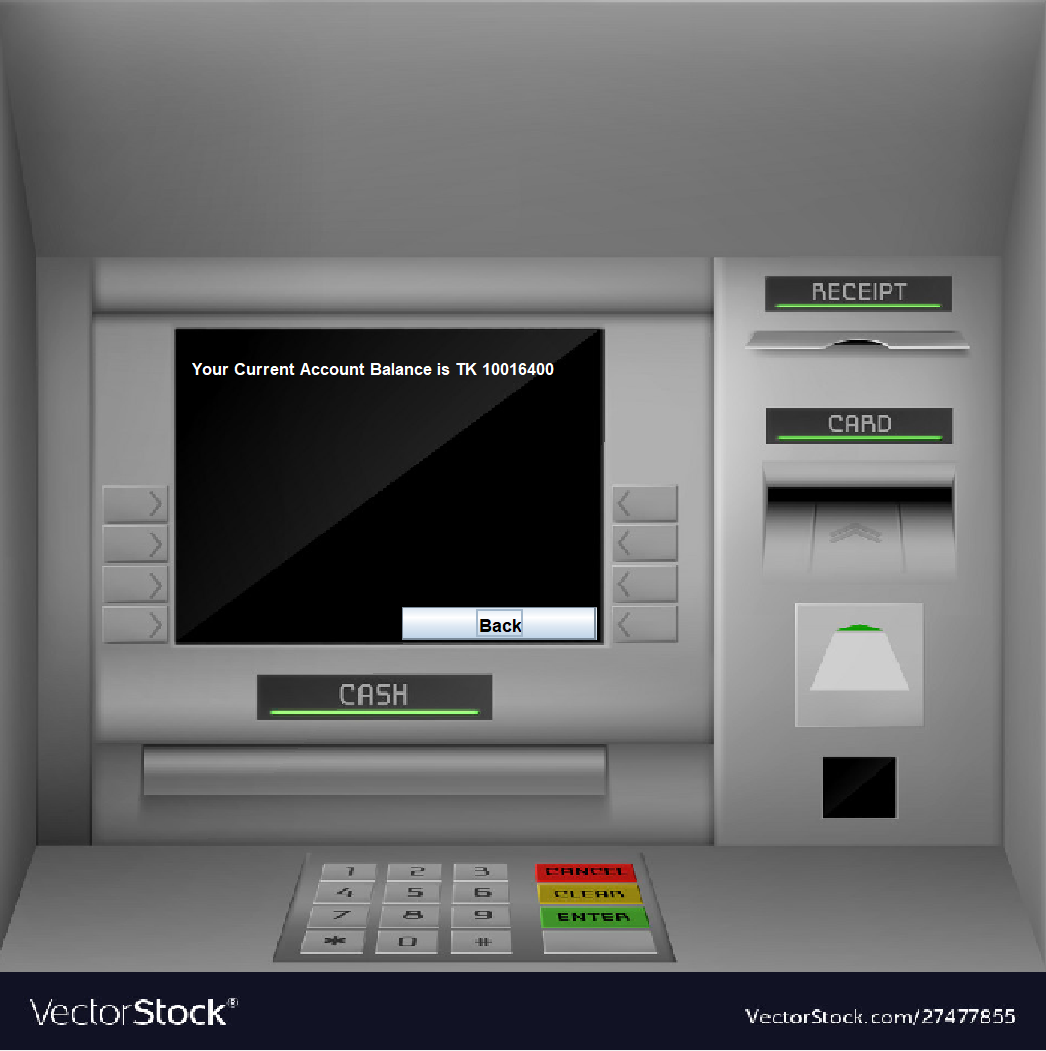 RECEIPT
Your Current Account Balance is TK 10016400
CARD
Back
CASH
1 2 3 CANCEL
4 5 6 CLEAR
7 8 9 ENTER
* 0 #
VectorStock®
VectorStock.com/27477855